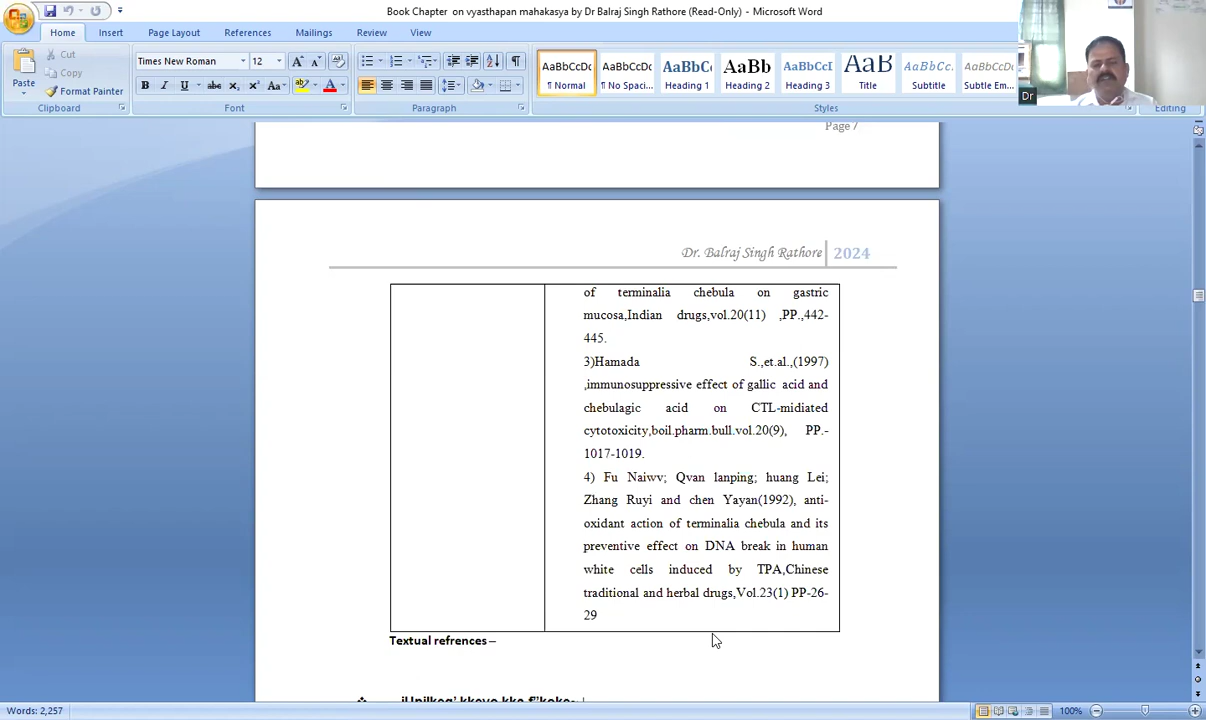 Book Chapter on vyasthapan mahakasya by Dr Balraj Singh Rathore (Read-Only) - Microsoft Word
Home Insert Page Layout References Mailings Review View
Paste
Cut
Copy
Format Painter
Clipboard
Times New Roman 12
B I U abc x₂ x² Aa
Font
Paragraph
AaBbCcDc AaBbCcDc AaBbC AaBb AaBbCcI AaB AaBbCc. AaBbCcDc
¶ Normal ¶ No Spaci... Heading 1 Heading 2 Heading 3 Title Subtitle Subtle Em...
Styles
Editing
Dr
Page 7
Dr. Balraj Singh Rathore 2024
of terminalia chebula on gastric
mucosa,Indian drugs,vol.20(11) ,PP.,442-
445.
3)Hamada S.,et.al.,(1997)
,immunosuppressive effect of gallic acid and
chebulagic acid on CTL-midiated
cytotoxicity,boil.pharm.bull.vol.20(9), PP.-
1017-1019.
4) Fu Naiwv; Qvan lanping; huang Lei;
Zhang Ruyi and chen Yayan(1992), anti-
oxidant action of terminalia chebula and its
preventive effect on DNA break in human
white cells induced by TPA,Chinese
traditional and herbal drugs,Vol.23(1) PP-26-
29
Textual refrences –
Words: 2,257
100%